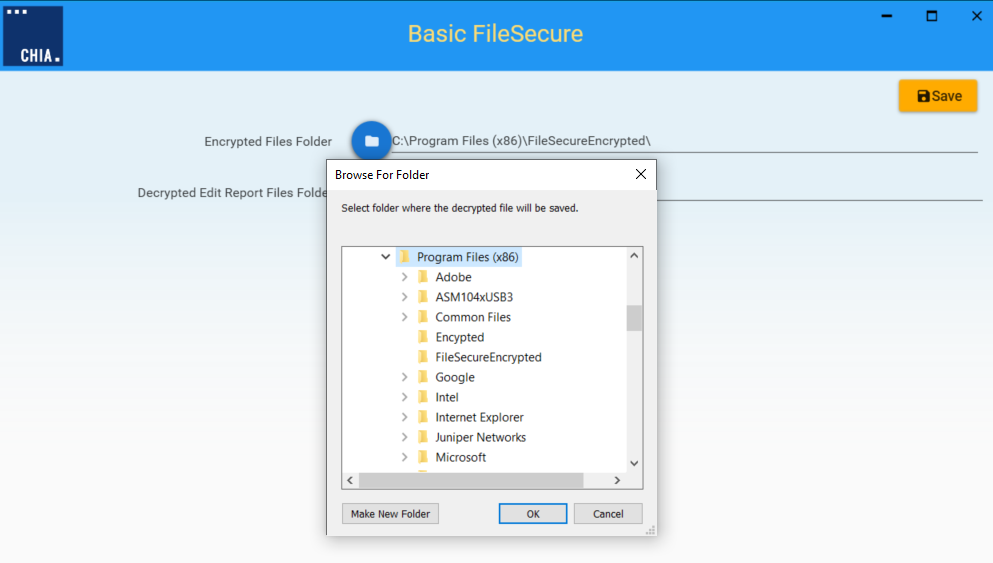 Basic FileSecure
CHIA.
Save
Encrypted Files Folder
C:\Program Files (x86)\FileSecureEncrypted\
Decrypted Edit Report Files Folde
Browse For Folder
Select folder where the decrypted file will be saved.
Program Files (x86)
Adobe
ASM104xUSB3
Common Files
Encypted
FileSecureEncrypted
Google
Intel
Internet Explorer
Juniper Networks
Microsoft
Make New Folder
OK
Cancel